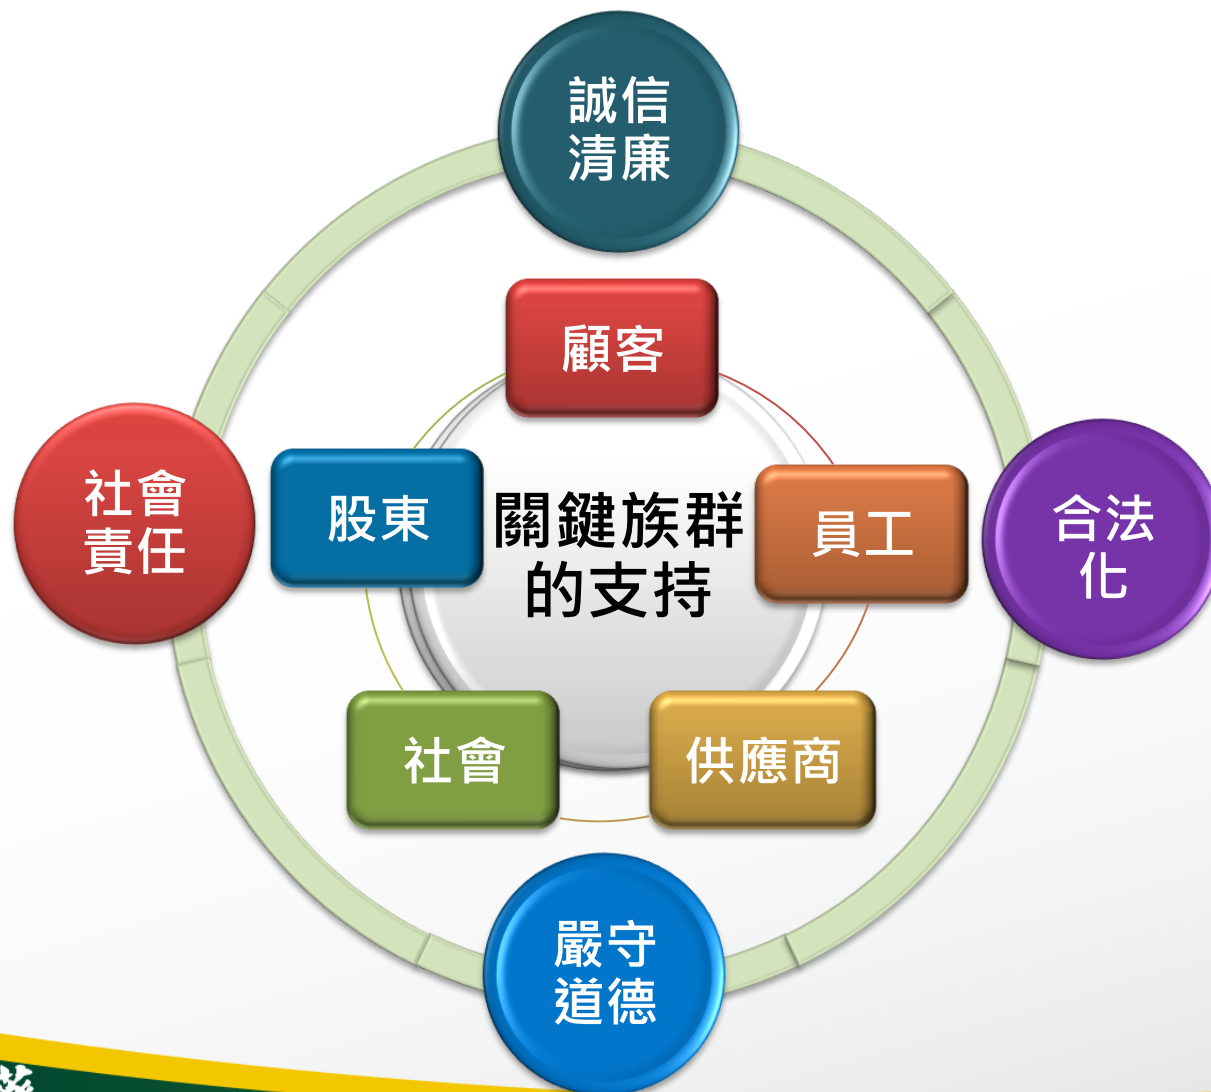 誠信
清廉
顧客
社會
責任
股東
關鍵族群
的支持
員工
合法
化
社會
供應商
嚴守
道德